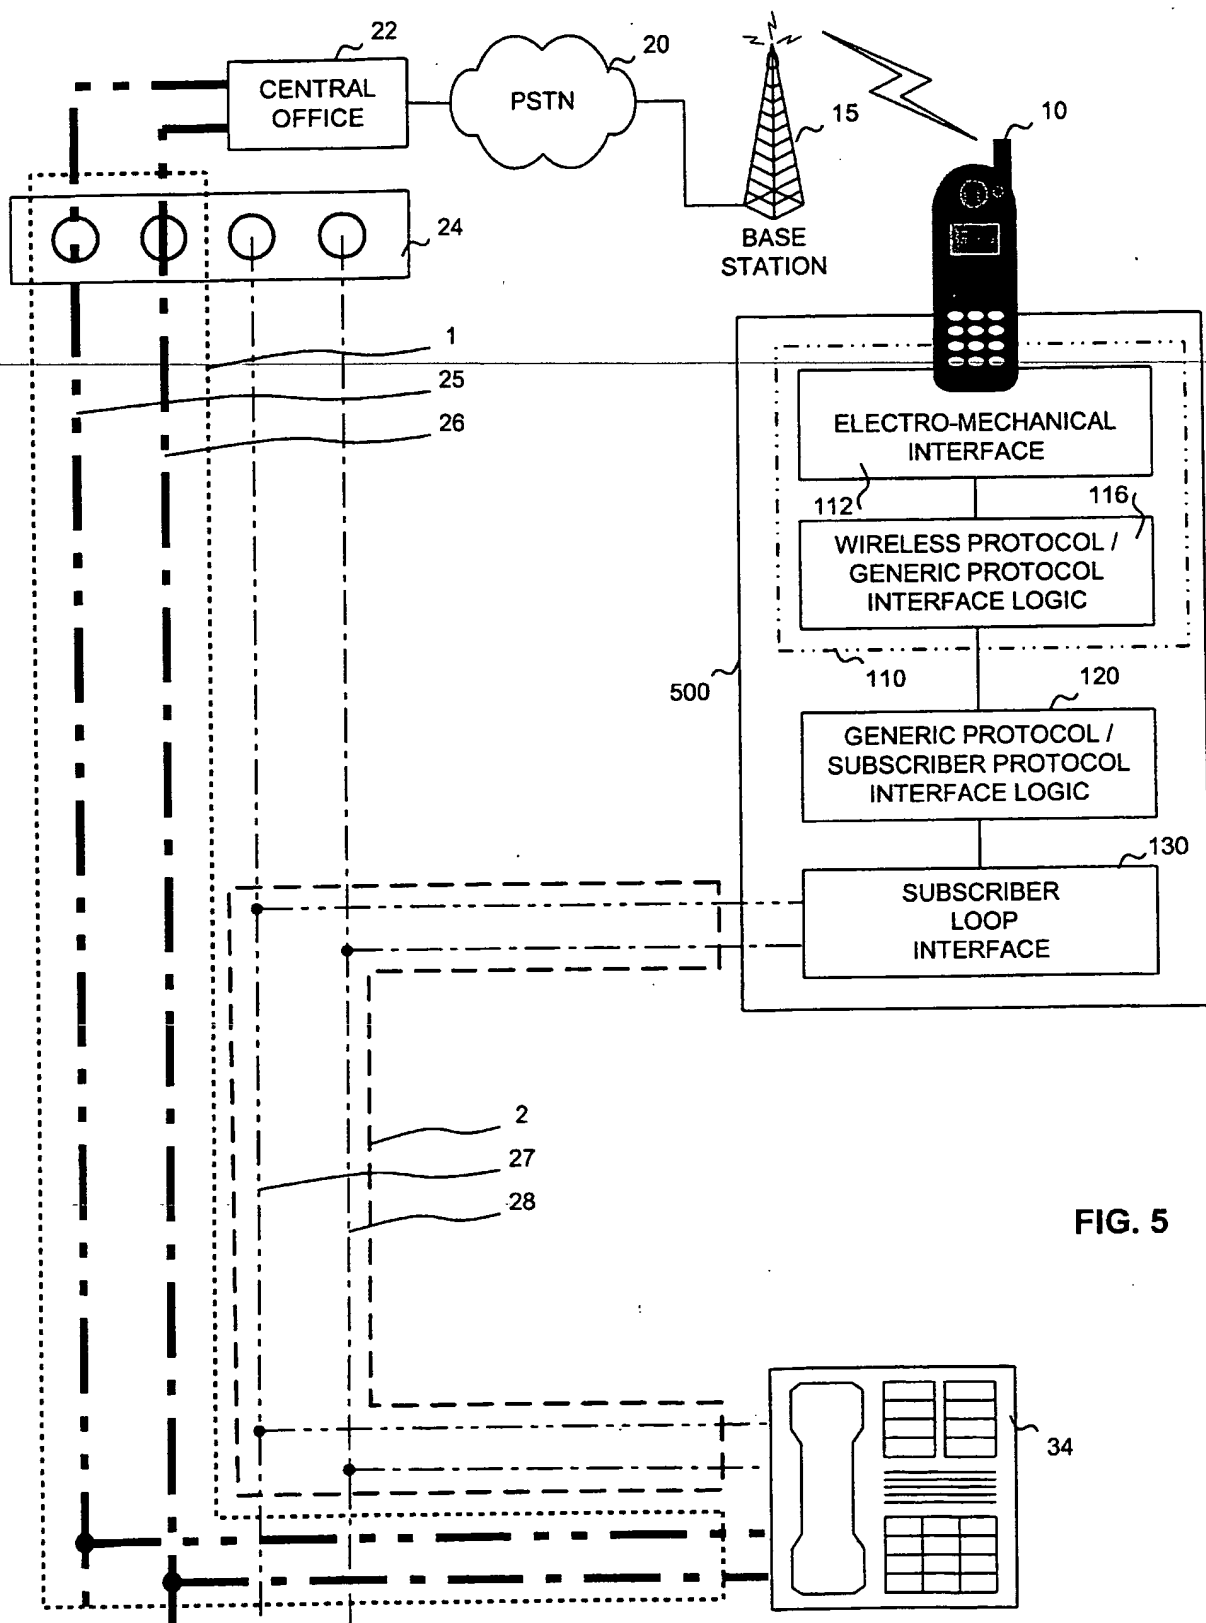 22
20
CENTRAL
OFFICE
PSTN
15
10
24
BASE
STATION
1
25
26
ELECTRO-MECHANICAL
INTERFACE
112
116
WIRELESS PROTOCOL /
GENERIC PROTOCOL
INTERFACE LOGIC
500
110
120
GENERIC PROTOCOL /
SUBSCRIBER PROTOCOL
INTERFACE LOGIC
130
SUBSCRIBER
LOOP
INTERFACE
2
27
28
FIG. 5
34